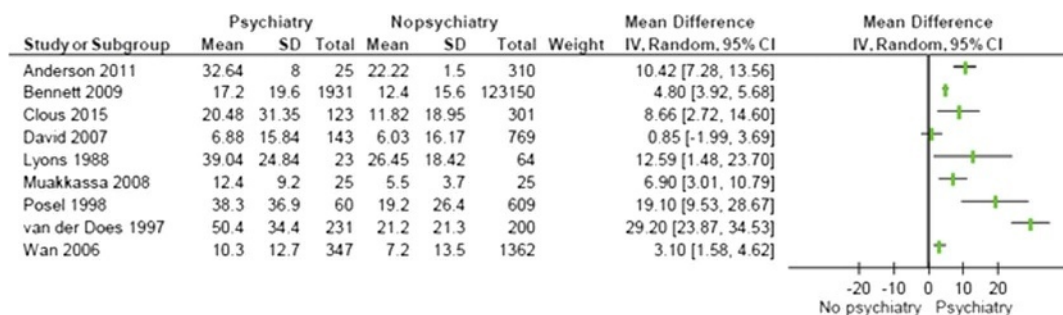 Psychiatry Nopsychiatry Mean Difference Mean Difference
Study or Subgroup Mean SD Total Mean SD Total Weight IV, Random, 95% CI IV, Random, 95% CI
Anderson 2011 32.64 8 25 22.22 1.5 310 10.42 [7.28, 13.56]
Bennett 2009 17.2 19.6 1931 12.4 15.6 123150 4.80 [3.92, 5.68]
Clous 2015 20.48 31.35 123 11.82 18.95 301 8.66 [2.72, 14.60]
David 2007 6.88 15.84 143 6.03 16.17 769 0.85 [-1.99, 3.69]
Lyons 1988 39.04 24.84 23 26.45 18.42 64 12.59 [1.48, 23.70]
Muakkassa 2008 12.4 9.2 25 5.5 3.7 25 6.90 [3.01, 10.79]
Posel 1998 38.3 36.9 60 19.2 26.4 609 19.10 [9.53, 28.67]
van der Does 1997 50.4 34.4 231 21.2 21.3 200 29.20 [23.87, 34.53]
Wan 2006 10.3 12.7 347 7.2 13.5 1362 3.10 [1.58, 4.62]
-20 -10 0 10 20
No psychiatry Psychiatry